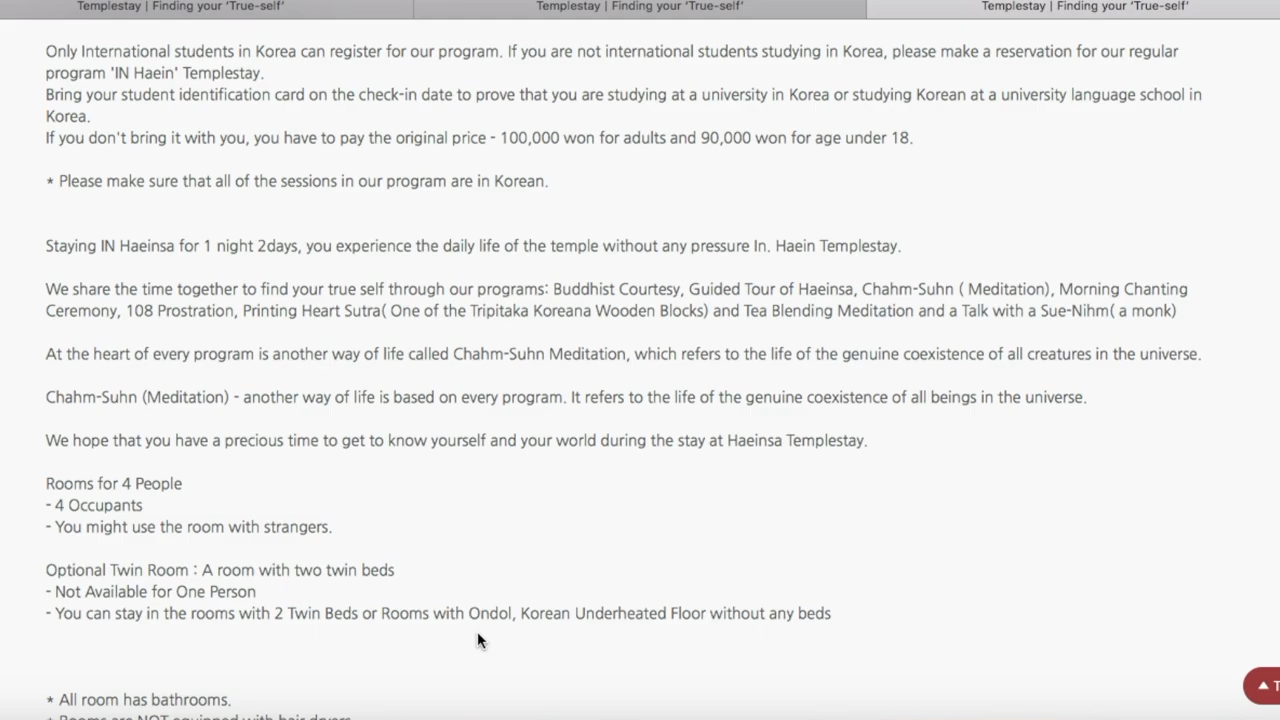 Templestay | Finding your 'True-self' Templestay | Finding your 'True-self' Templestay | Finding your 'True-self'
Only International students in Korea can register for our program. If you are not international students studying in Korea, please make a reservation for our regular
program 'IN Haein' Templestay.
Bring your student identification card on the check-in date to prove that you are studying at a university in Korea or studying Korean at a university language school in
Korea.
If you don't bring it with you, you have to pay the original price - 100,000 won for adults and 90,000 won for age under 18.
* Please make sure that all of the sessions in our program are in Korean.
Staying IN Haeinsa for 1 night 2days, you experience the daily life of the temple without any pressure In. Haein Templestay.
We share the time together to find your true self through our programs: Buddhist Courtesy, Guided Tour of Haeinsa, Chahm-Suhn ( Meditation), Morning Chanting
Ceremony, 108 Prostration, Printing Heart Sutra( One of the Tripitaka Koreana Wooden Blocks) and Tea Blending Meditation and a Talk with a Sue-Nihm( a monk)
At the heart of every program is another way of life called Chahm-Suhn Meditation, which refers to the life of the genuine coexistence of all creatures in the universe.
Chahm-Suhn (Meditation) - another way of life is based on every program. It refers to the life of the genuine coexistence of all beings in the universe.
We hope that you have a precious time to get to know yourself and your world during the stay at Haeinsa Templestay.
Rooms for 4 People
- 4 Occupants
- You might use the room with strangers.
Optional Twin Room : A room with two twin beds
- Not Available for One Person
- You can stay in the rooms with 2 Twin Beds or Rooms with Ondol, Korean Underheated Floor without any beds
* All room has bathrooms.
* Rooms are NOT equipped with hair dryers